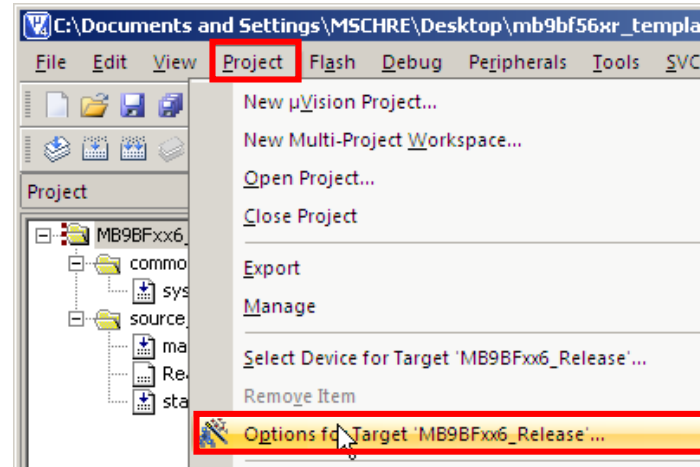 C:\Documents and Settings\MSCHRE\Desktop\mb9bf56xr_templa
File Edit View Project Flash Debug Peripherals Tools SVC
New µVision Project...
New Multi-Project Workspace...
Project
Open Project...
Close Project
MB9BFxx6_
commo
Export
sys
Manage
source_
ma
Select Device for Target 'MB9BFxx6_Release'...
Rea
Remove Item
sta
Options for Target 'MB9BFxx6_Release'...